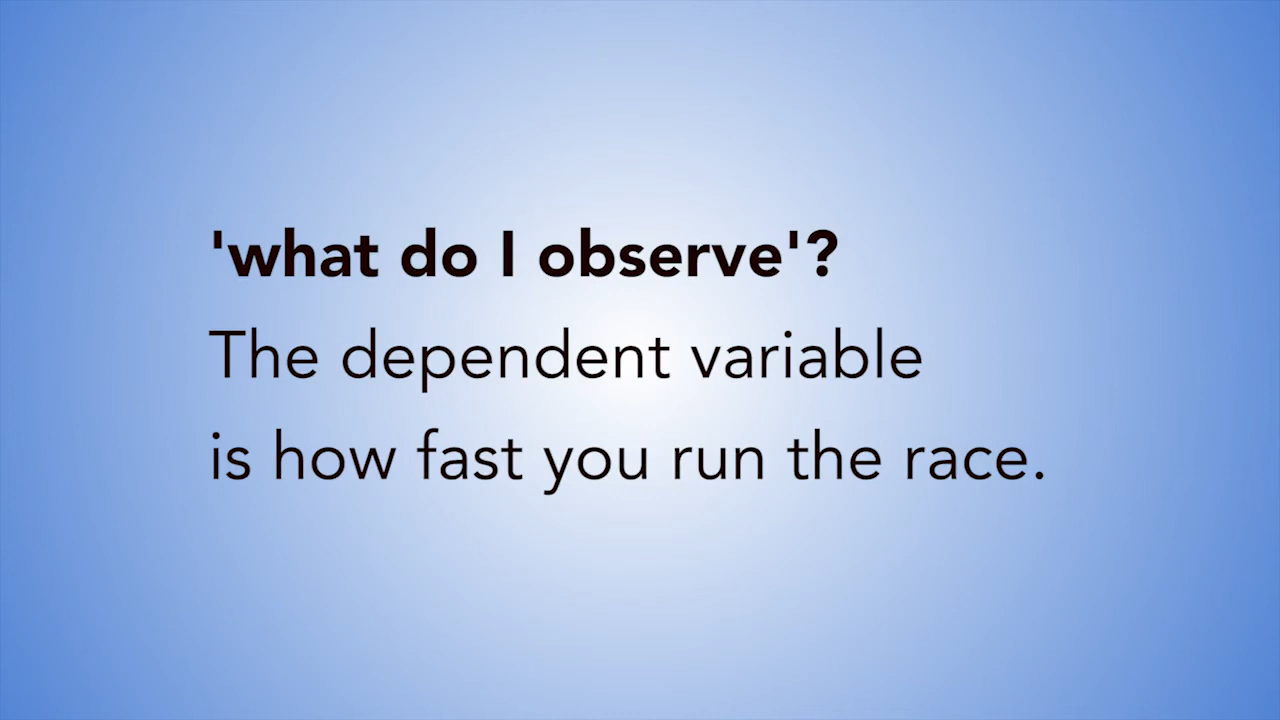 'what do I observe'?
The dependent variable
is how fast you run the race.